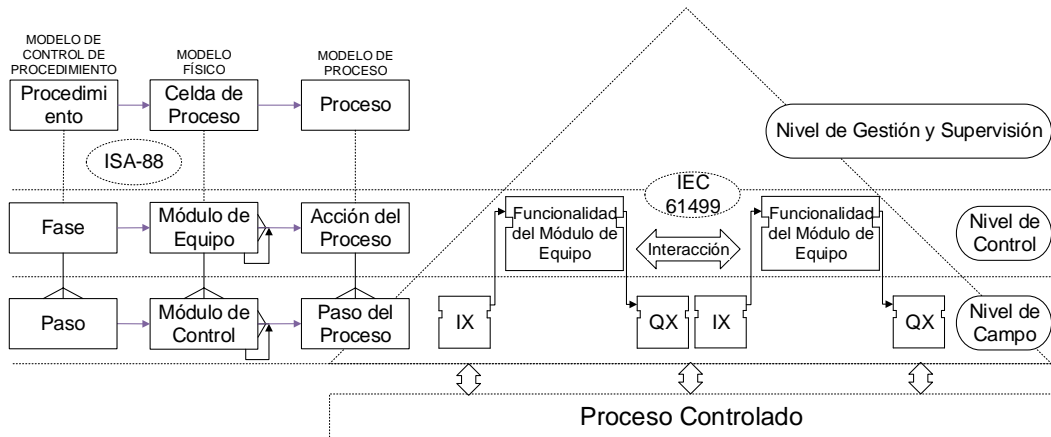 MODELO DE
CONTROL DE
PROCEDIMIENTO
MODELO
FÍSICO
MODELO DE
PROCESO
Procedimi
ento
Celda de
Proceso
Proceso
Nivel de Gestión y Supervisión
ISA-88
IEC
61499
Fase
Módulo de
Equipo
Acción del
Proceso
Funcionalidad
del Módulo de
Equipo
Interacción
Funcionalidad
del Módulo de
Equipo
Nivel de
Control
Paso
Módulo de
Control
Paso del
Proceso
IX
QX
IX
QX
Nivel de
Campo
Proceso Controlado